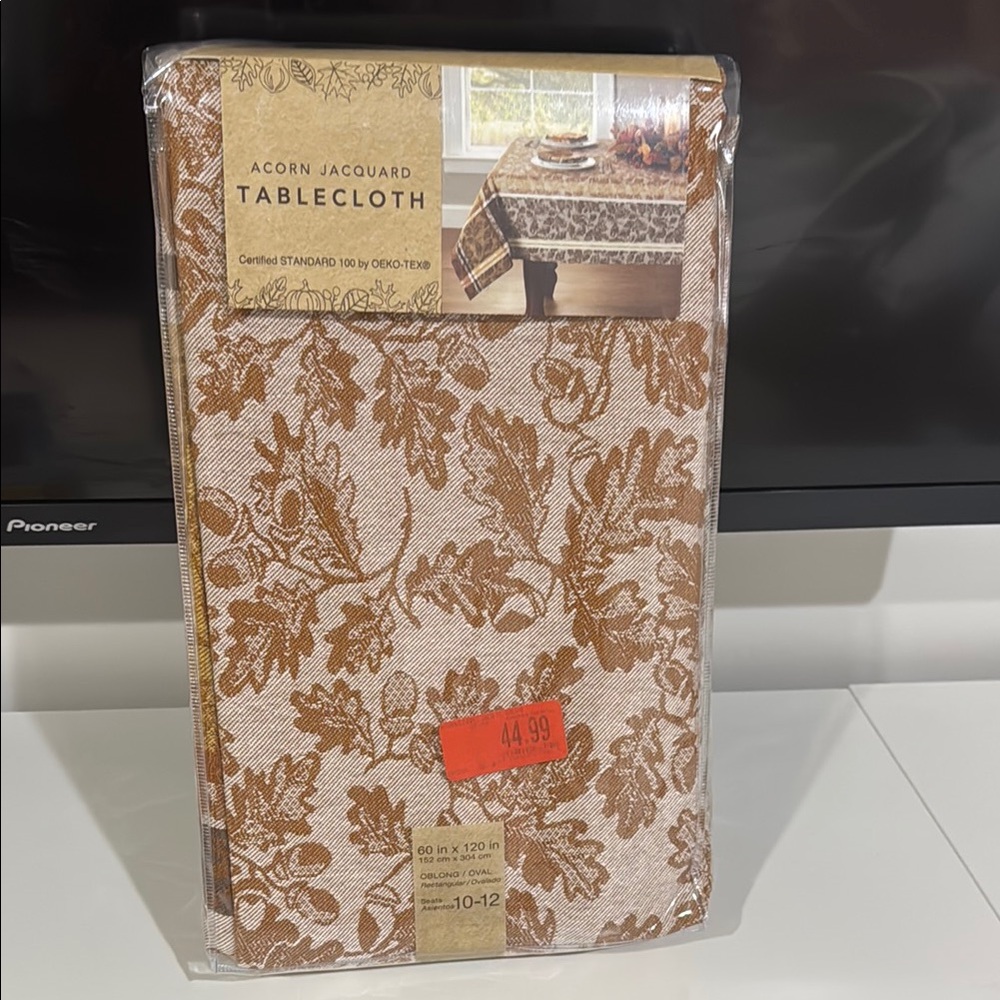 ACORN JACQUARD
TABLECLOTH
Certified STANDARD 100 by OEKO-TEX®
Pioneer
44.99
60 in x 120 in
152 cm x 304 cm
OBLONG / OVAL
Rectangular / Ovalado
Seats
Asientos 10-12